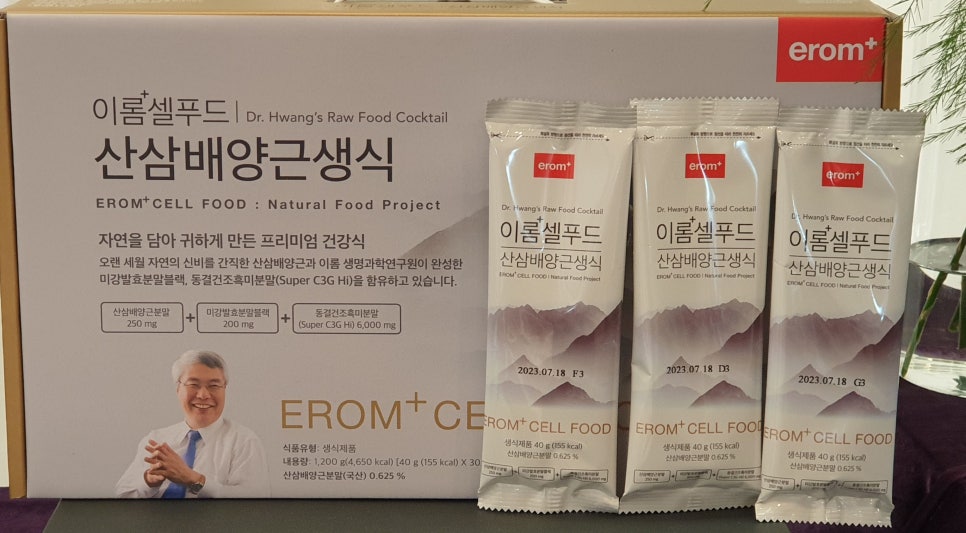 erom+
이롬+셀푸드 | Dr. Hwang's Raw Food Cocktail
산삼배양근생식
EROM+ CELL FOOD : Natural Food Project
자연을 담아 귀하게 만든 프리미엄 건강식
오랜 세월 자연의 신비를 간직한 산삼배양근과 이롬 생명과학연구원이 완성한
미강발효분말블랙, 동결건조흑미분말(Super C3G Hi)을 함유하고 있습니다.
산삼배양근분말 + 미강발효분말블랙 + 동결건조흑미분말
250 mg 200 mg (Super C3G Hi) 6,000 mg
EROM+ CE
식품유형: 생식제품
내용량: 1,200 g(4,650 kcal) [40 g (155 kcal) X 30
산삼배양근분말(국산) 0.625 %
erom+
Dr. Hwang's Raw Food Cocktail
이롬+셀푸드
산삼배양근생식
EROM+ CELL FOOD | Natural Food Project
2023.07.18 F3
EROM+ CELL FOOD
생식제품 40 g (155 kcal)
산삼배양근분말 0.625 %
erom+
Dr. Hwang's Raw Food Cocktail
이롬+셀푸드
산삼배양근생식
EROM+ CELL FOOD | Natural Food Project
2023.07.18 D3
EROM+ CELL FOOD
생식제품 40 g (155 kcal)
산삼배양근분말 0.625 %
erom+
Dr. Hwang's Raw Food Cocktail
이롬+셀푸드
산삼배양근생식
EROM+ CELL FOOD | Natural Food Project
2023.07.18 G3
EROM+ CELL FOOD
생식제품 40 g (155 kcal)
산삼배양근분말 0.625 %